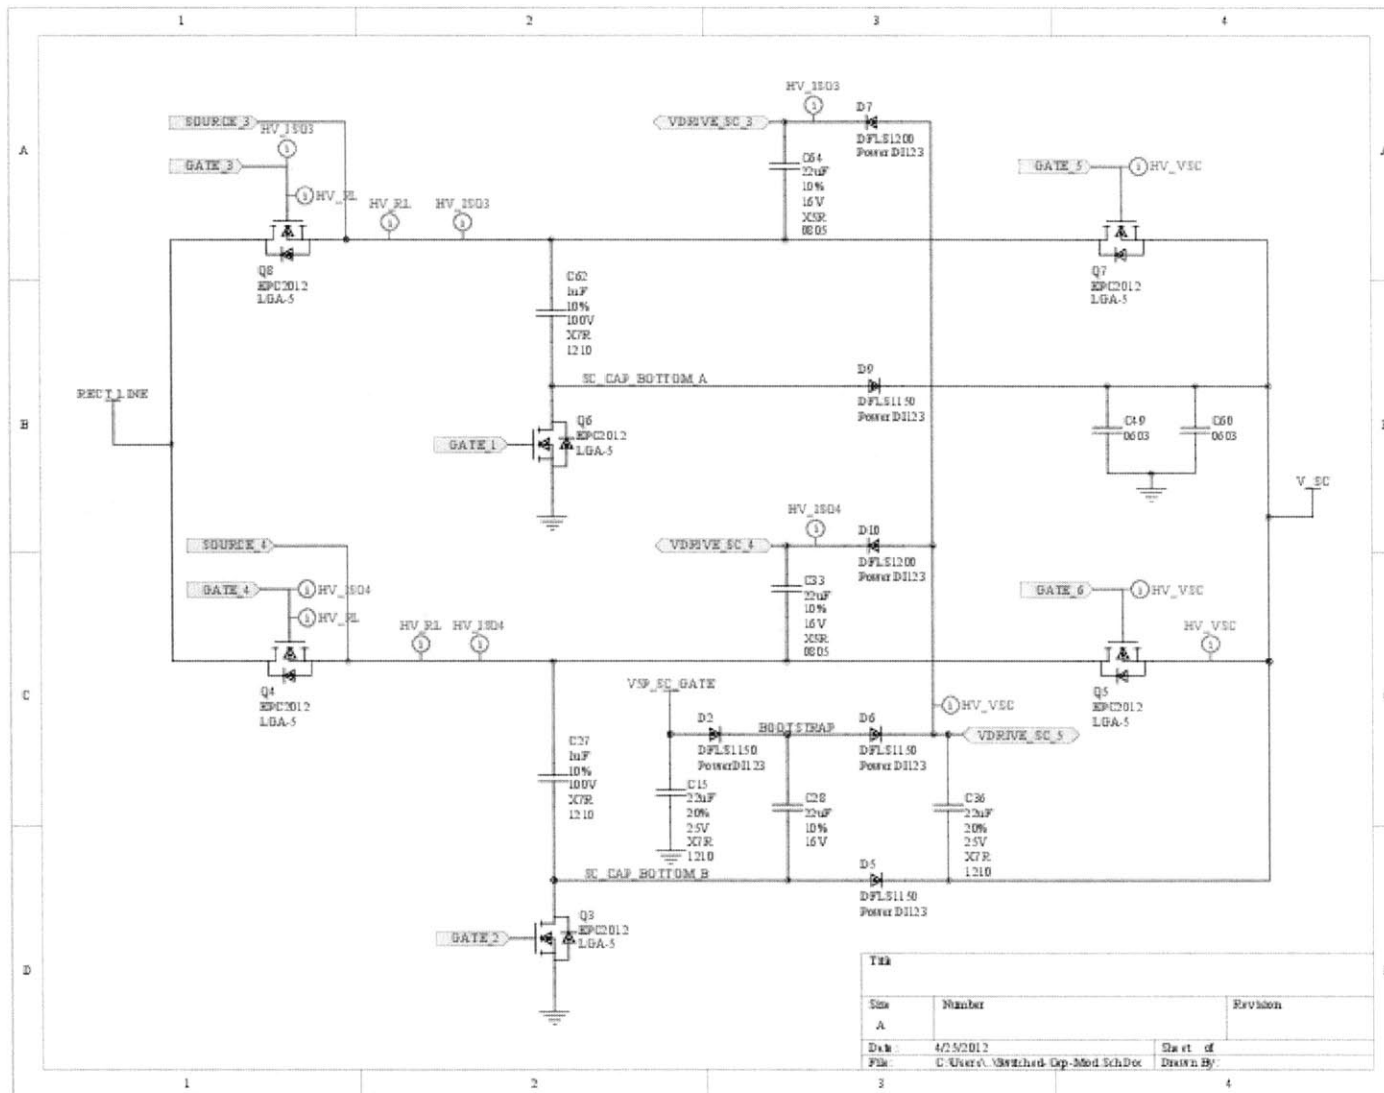 1 2 3 4
A
SOURCE_3
HV_ISO3
GATE_3
HV_RL
HV_RL
HV_ISO3
Q8
EPC2012
LGA-5
HV_ISO3
VDRIVE_SC_3
D7
DFLS1200
PowerDI123
C64
22uF
10%
16V
X5R
0805
GATE_5
HV_VSC
Q7
EPC2012
LGA-5
A
B
RECT_LINE
C62
1uF
10%
100V
X7R
1210
SC_CAP_BOTTOM_A
D9
DFLS1150
PowerDI123
GATE_1
Q6
EPC2012
LGA-5
C49
0603
C60
0603
V_SC
C
SOURCE_4
GATE_4
HV_ISO4
HV_RL
HV_RL
HV_ISO4
Q4
EPC2012
LGA-5
HV_ISO4
VDRIVE_SC_4
D10
DFLS1200
PowerDI123
C33
22uF
10%
16V
X5R
0805
GATE_6
HV_VSC
HV_VSC
Q5
EPC2012
LGA-5
V5P_SC_GATE
HV_VSC
D2
DFLS1150
PowerDI123
BOOTSTRAP
D6
DFLS1150
PowerDI123
VDRIVE_SC_5
C27
1uF
10%
100V
X7R
1210
C15
22uF
20%
25V
X7R
1210
C28
22uF
10%
16V
C36
22uF
20%
25V
X7R
1210
SC_CAP_BOTTOM_B
D5
DFLS1150
PowerDI123
D
GATE_2
Q3
EPC2012
LGA-5
Title
Size Number Revision
A
Date: 4/25/2012 Sheet of
File: C:\Users\..\Switched-Cap-Mod.SchDoc Drawn By:
1 2 3 4